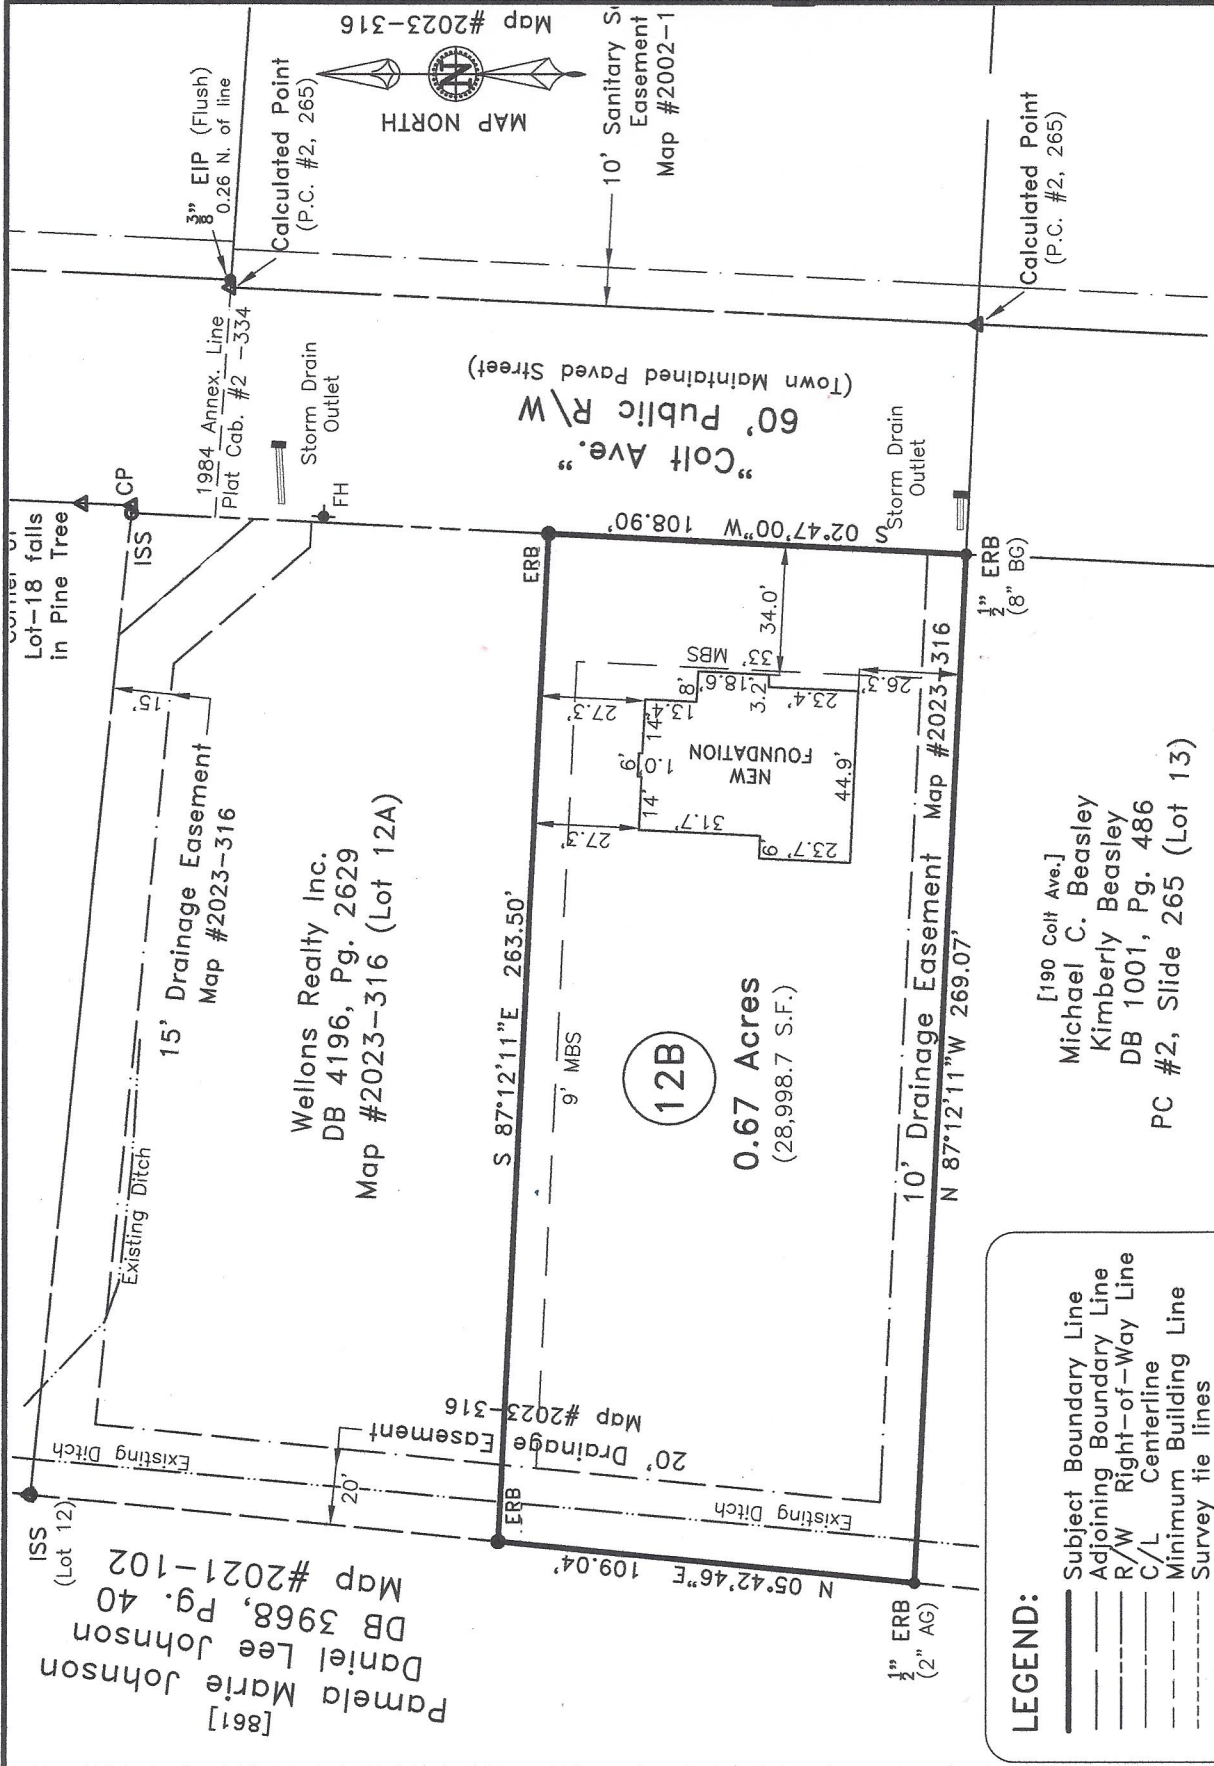 Lot-18 falls
in Pine Tree
CP
ISS
3/8" EIP (Flush)
0.26 N. of line
Calculated Point
(P.C. #2, 265)
1984 Annex. Line
Plat Cab. #2 -334
Storm Drain
Outlet
FH
MAP NORTH
N
Map #2023-316
10' Sanitary
Easement
Map #2002-1
"Colt Ave."
60' Public R/W
(Town Maintained Paved Street)
Storm Drain
Outlet
Calculated Point
(P.C. #2, 265)
ERB
S 02°47'00"W 108.90'
1/2" ERB
(8" BG)
15'
15' Drainage Easement
Map #2023-316
Existing Ditch
Wellons Realty Inc.
DB 4196, Pg. 2629
Map #2023-316 (Lot 12A)
S 87°12'11"E 263.50'
9' MBS
27.3'
27.3'
14'
6'
1.0'
14'
13.4'
8'
18.6'
3.2'
23.4'
33' MBS
34.0'
26.3'
31.7'
6'
23.7'
44.9'
NEW
FOUNDATION
12B
0.67 Acres
(28,998.7 S.F.)
10' Drainage Easement Map #2023-316
N 87°12'11"W 269.07'
[190 Colt Ave.]
Michael C. Beasley
Kimberly Beasley
DB 1001, Pg. 486
PC #2, Slide 265 (Lot 13)
20' Drainage Easement
Map #2023-316
20'
Existing Ditch
Existing Ditch
ISS
(Lot 12)
ERB
N 05°42'46"E 109.04'
1/2" ERB
(2" AG)
[861]
Pamela Marie Johnson
Daniel Lee Johnson
DB 3968, Pg. 40
Map #2021-102
LEGEND:
Subject Boundary Line
Adjoining Boundary Line
R/W Right-of-Way Line
C/L Centerline
Minimum Building Line
Survey tie lines